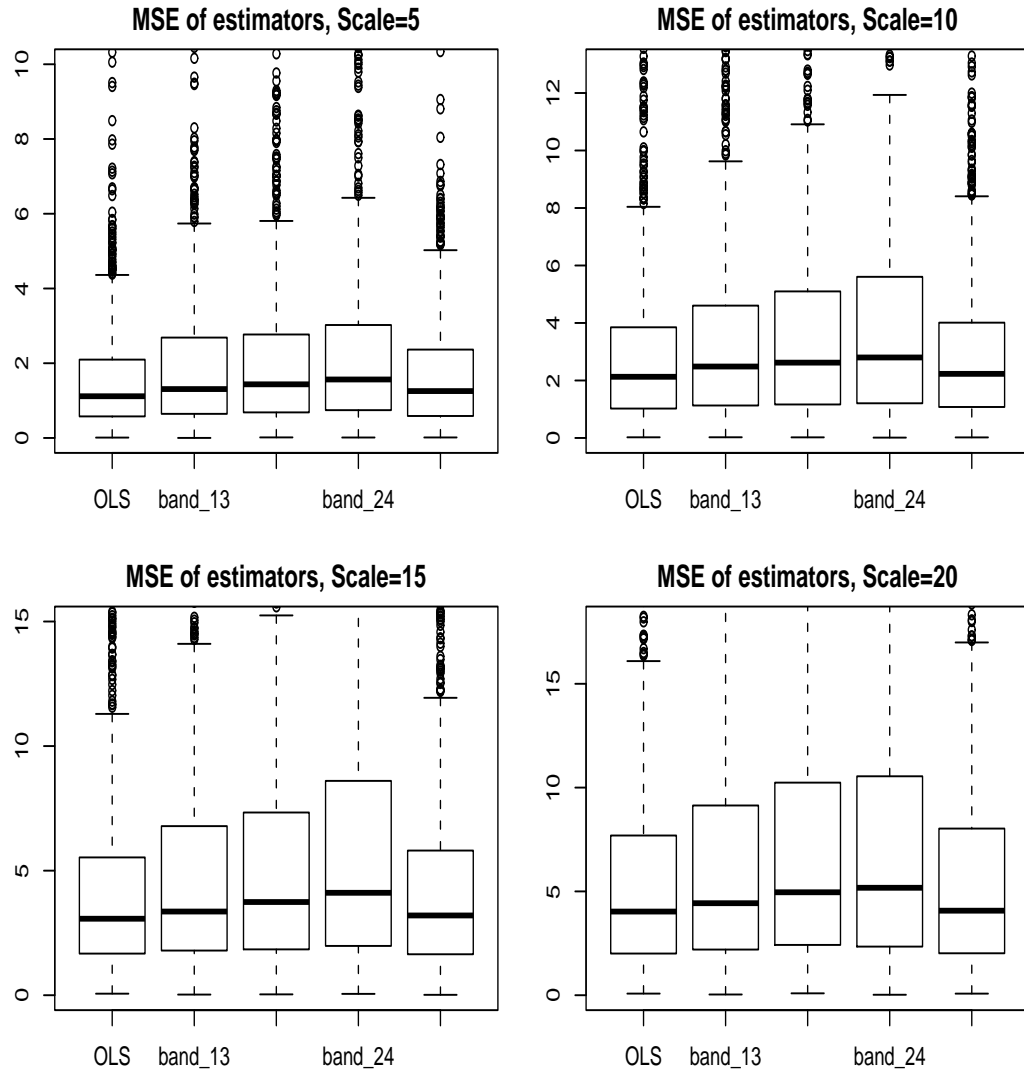 MSE of estimators, Scale=5
10
8
6
4
2
0
OLS band_13 band_24
MSE of estimators, Scale=10
12
10
8
6
4
2
0
OLS band_13 band_24
MSE of estimators, Scale=15
15
10
5
0
OLS band_13 band_24
MSE of estimators, Scale=20
15
10
5
0
OLS band_13 band_24